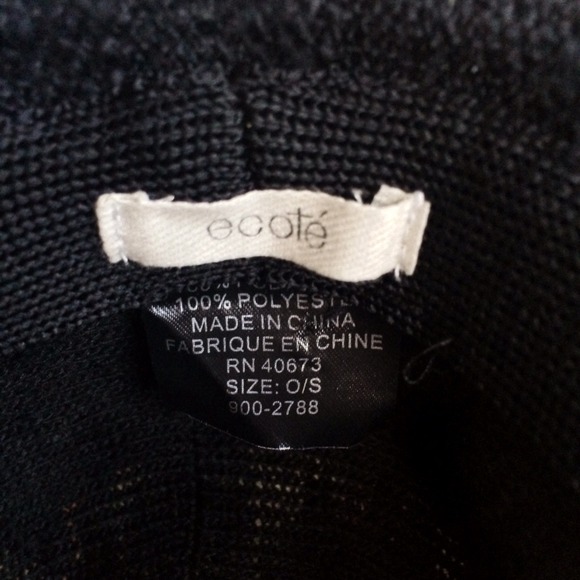 ecoté
100% POLYESTER
MADE IN CHINA
FABRIQUE EN CHINE
RN 40673
SIZE: O/S
900-2788